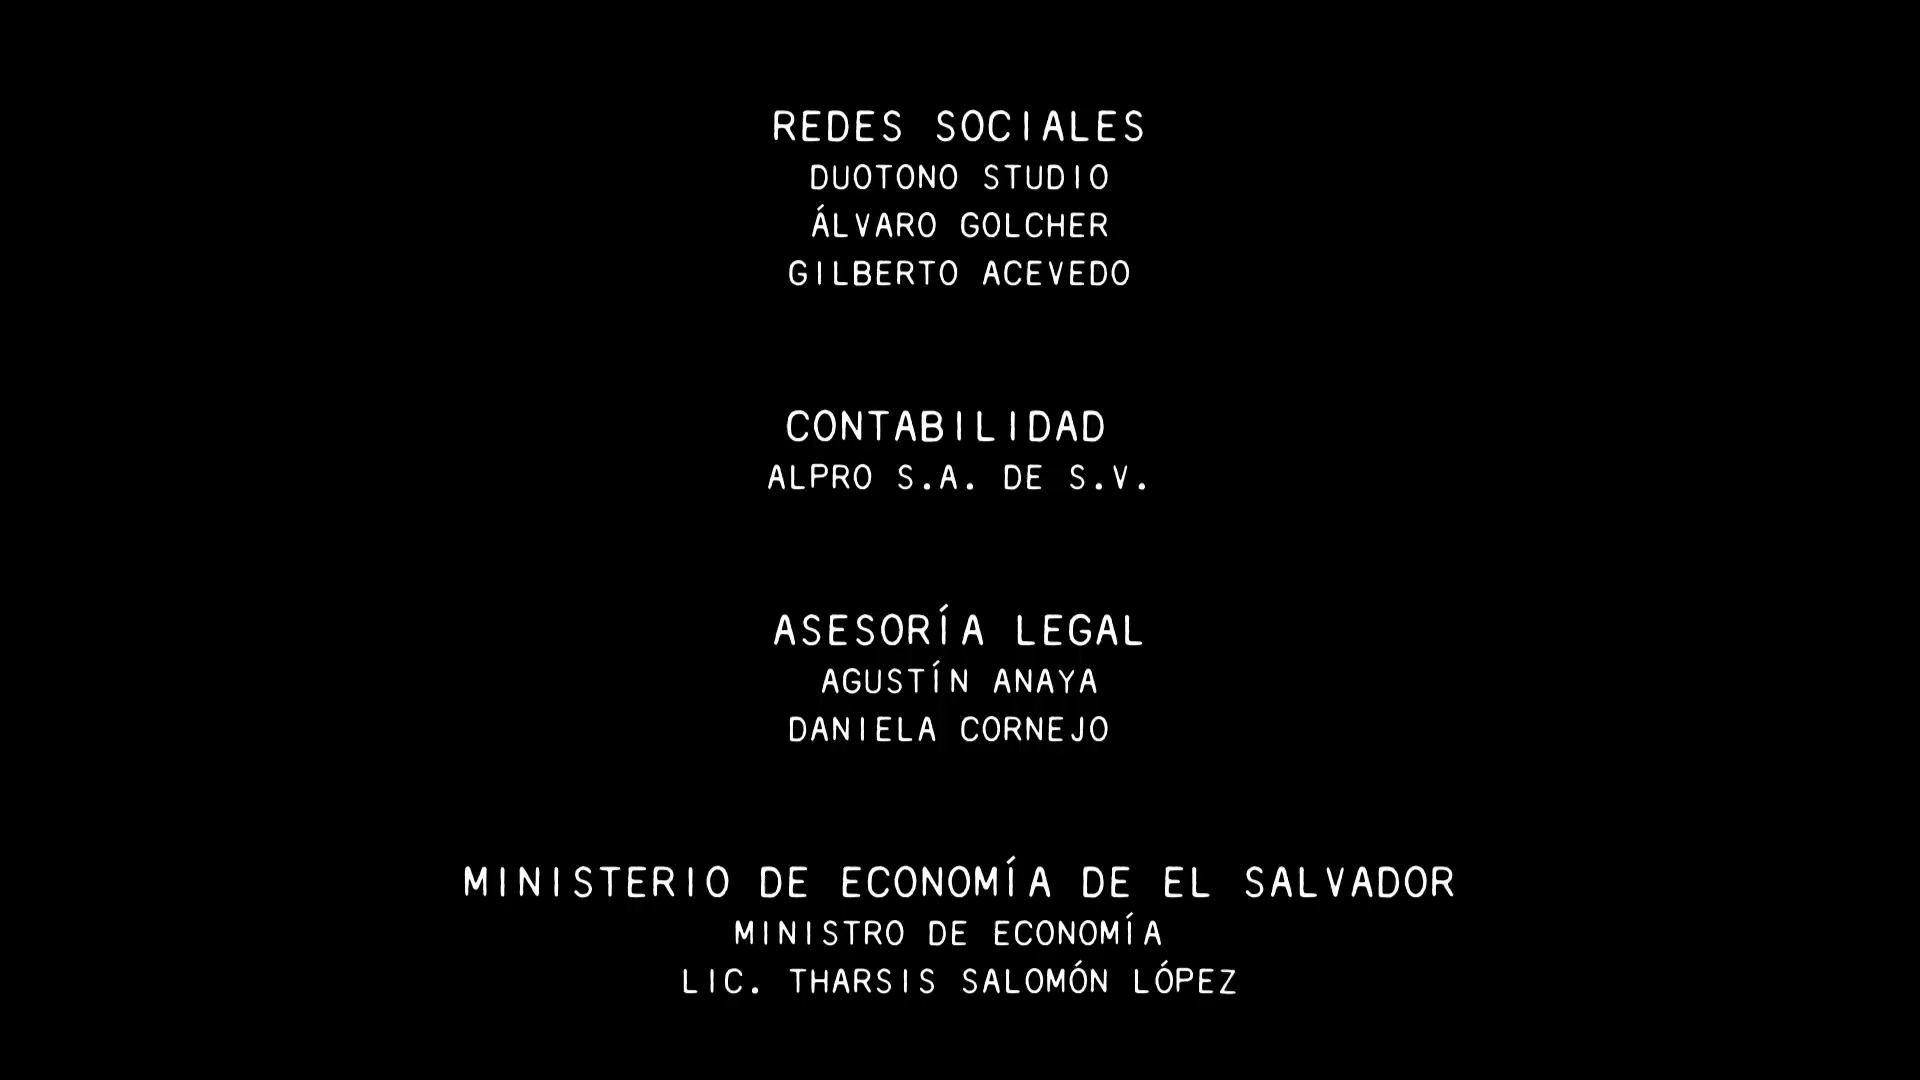 REDES SOCIALES
DUOTONO STUDIO
ÁLVARO GOLCHER
GILBERTO ACEVEDO
CONTABILIDAD
ALPRO S.A. DE S.V.
ASESORÍA LEGAL
AGUSTÍN ANAYA
DANIELA CORNEJO
MINISTERIO DE ECONOMÍA DE EL SALVADOR
MINISTRO DE ECONOMÍA
LIC. THARSIS SALOMÓN LÓPEZ